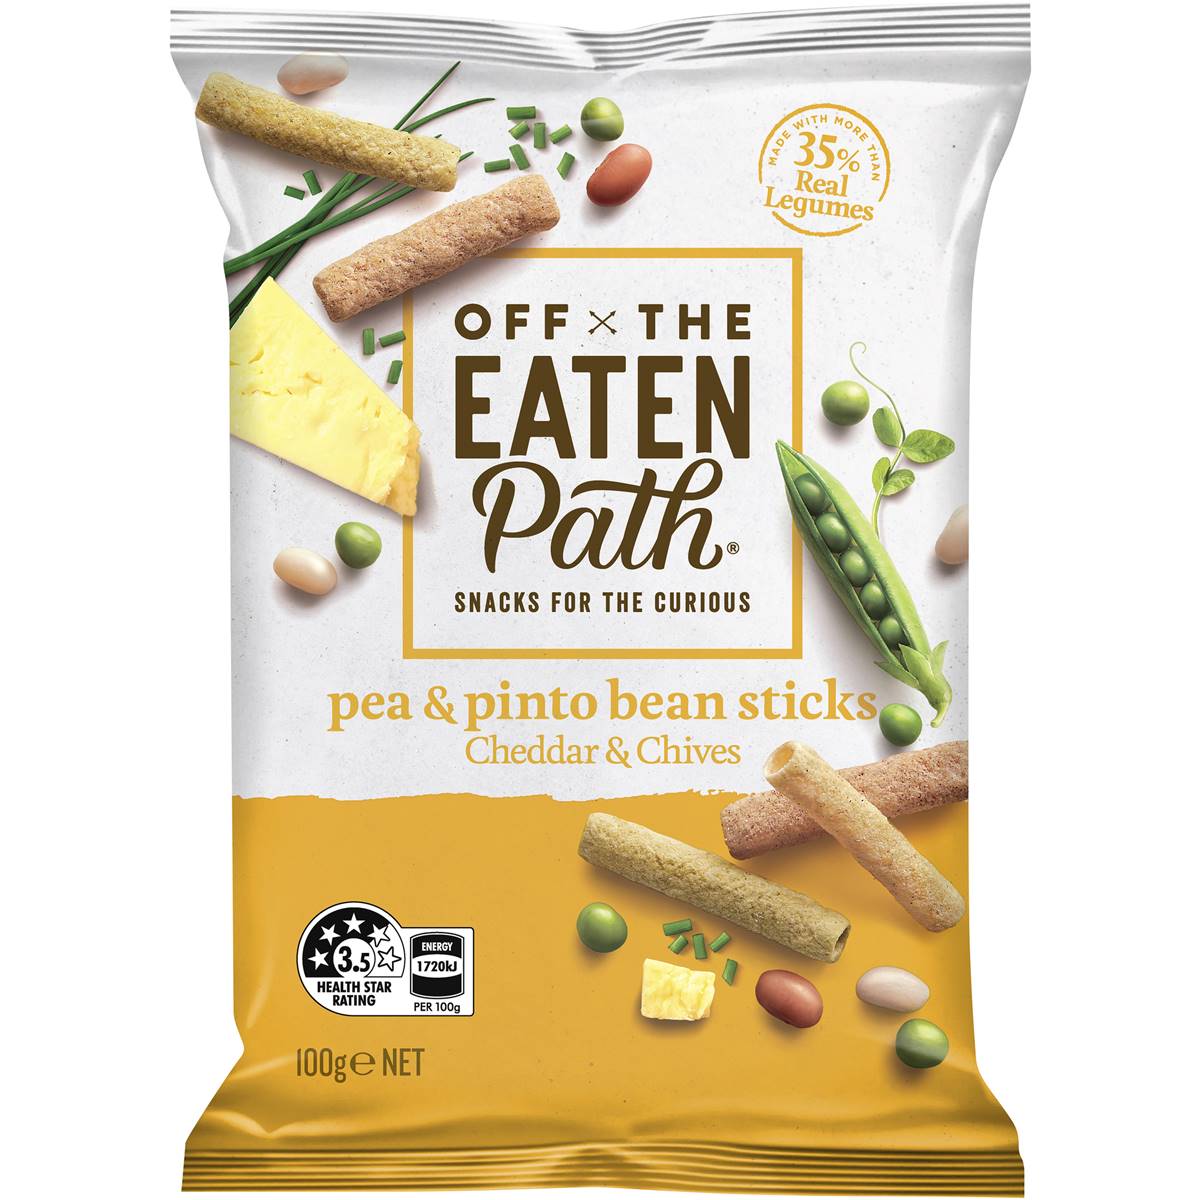 MADE WITH MORE THAN
35%
Real
Legumes
OFF THE
EATEN
Path®
SNACKS FOR THE CURIOUS
pea & pinto bean sticks
Cheddar & Chives
3.5
HEALTH STAR
RATING
ENERGY
1720kJ
PER 100g
100g℮ NET